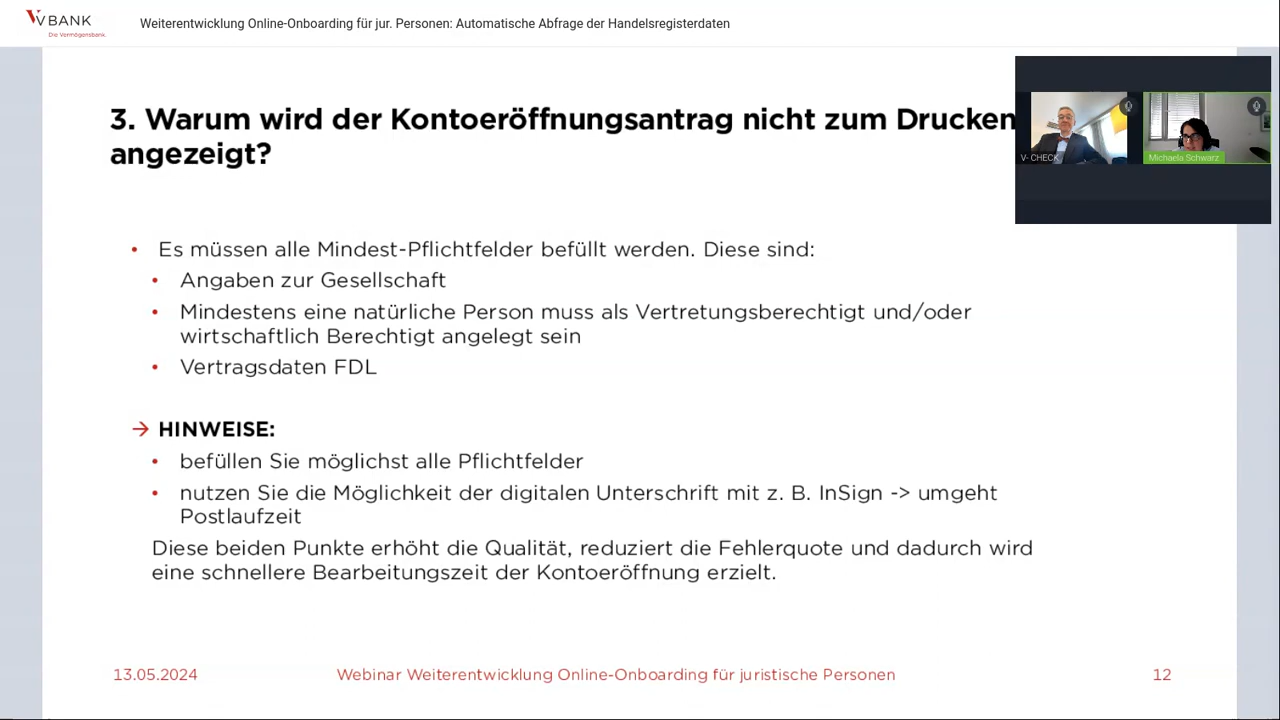 VBANK
Die Vermögensbank.
Weiterentwicklung Online-Onboarding für jur. Personen: Automatische Abfrage der Handelsregisterdaten
3. Warum wird der Kontoeröffnungsantrag nicht zum Drucken
angezeigt?
V- CHECK
Michaela Schwarz
• Es müssen alle Mindest-Pflichtfelder befüllt werden. Diese sind:
• Angaben zur Gesellschaft
• Mindestens eine natürliche Person muss als Vertretungsberechtigt und/oder
wirtschaftlich Berechtigt angelegt sein
• Vertragsdaten FDL
→ HINWEISE:
• befüllen Sie möglichst alle Pflichtfelder
• nutzen Sie die Möglichkeit der digitalen Unterschrift mit z. B. InSign -> umgeht
Postlaufzeit
Diese beiden Punkte erhöht die Qualität, reduziert die Fehlerquote und dadurch wird
eine schnellere Bearbeitungszeit der Kontoeröffnung erzielt.
13.05.2024
Webinar Weiterentwicklung Online-Onboarding für juristische Personen
12